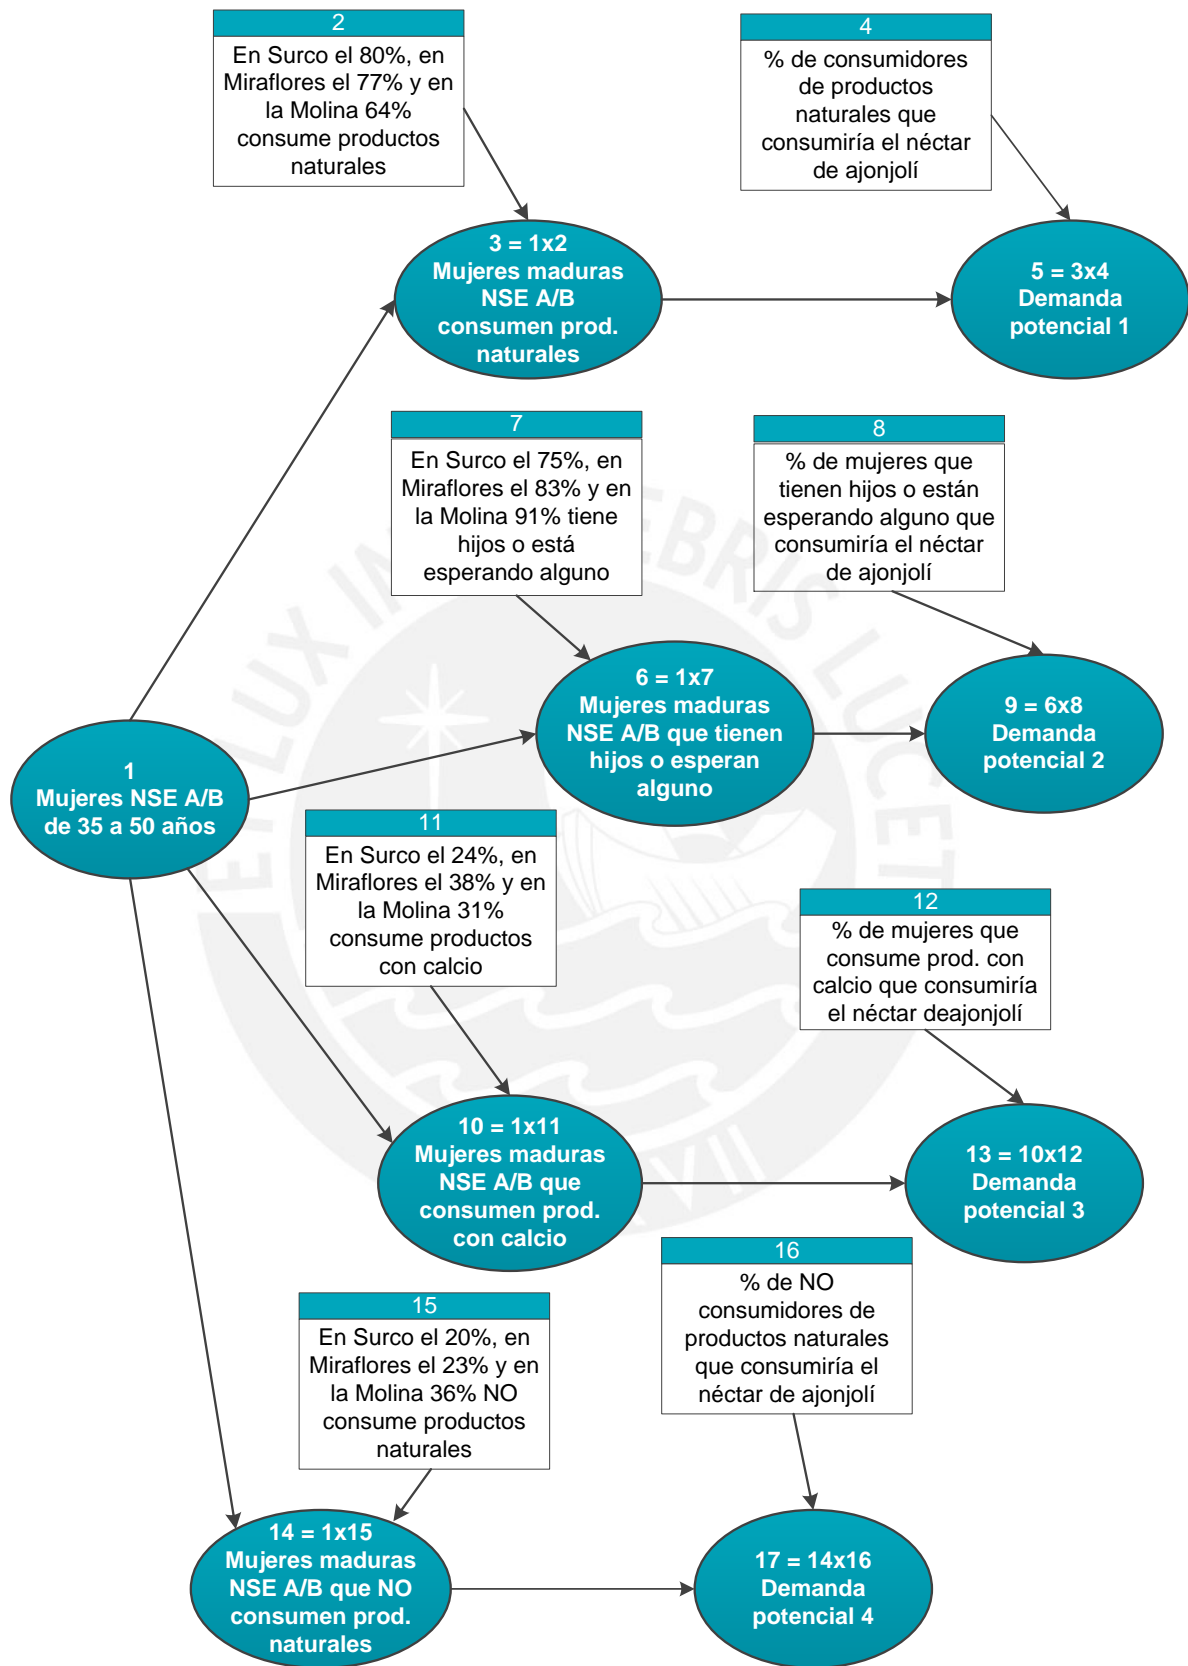 2
En Surco el 80%, en
Miraflores el 77% y en
la Molina 64%
consume productos
naturales
4
% de consumidores
de productos
naturales que
consumiría el néctar
de ajonjolí
3 = 1x2
Mujeres maduras
NSE A/B
consumen prod.
naturales
5 = 3x4
Demanda
potencial 1
7
En Surco el 75%, en
Miraflores el 83% y en
la Molina 91% tiene
hijos o está
esperando alguno
8
% de mujeres que
tienen hijos o están
esperando alguno que
consumiría el néctar
de ajonjolí
6 = 1x7
Mujeres maduras
NSE A/B que tienen
hijos o esperan
alguno
9 = 6x8
Demanda
potencial 2
1
Mujeres NSE A/B
de 35 a 50 años
11
En Surco el 24%, en
Miraflores el 38% y en
la Molina 31%
consume productos
con calcio
12
% de mujeres que
consume prod. con
calcio que consumiría
el néctar deajonjolí
10 = 1x11
Mujeres maduras
NSE A/B que
consumen prod.
con calcio
13 = 10x12
Demanda
potencial 3
15
En Surco el 20%, en
Miraflores el 23% y en
la Molina 36% NO
consume productos
naturales
16
% de NO
consumidores de
productos naturales
que consumiría el
néctar de ajonjolí
14 = 1x15
Mujeres maduras
NSE A/B que NO
consumen prod.
naturales
17 = 14x16
Demanda
potencial 4